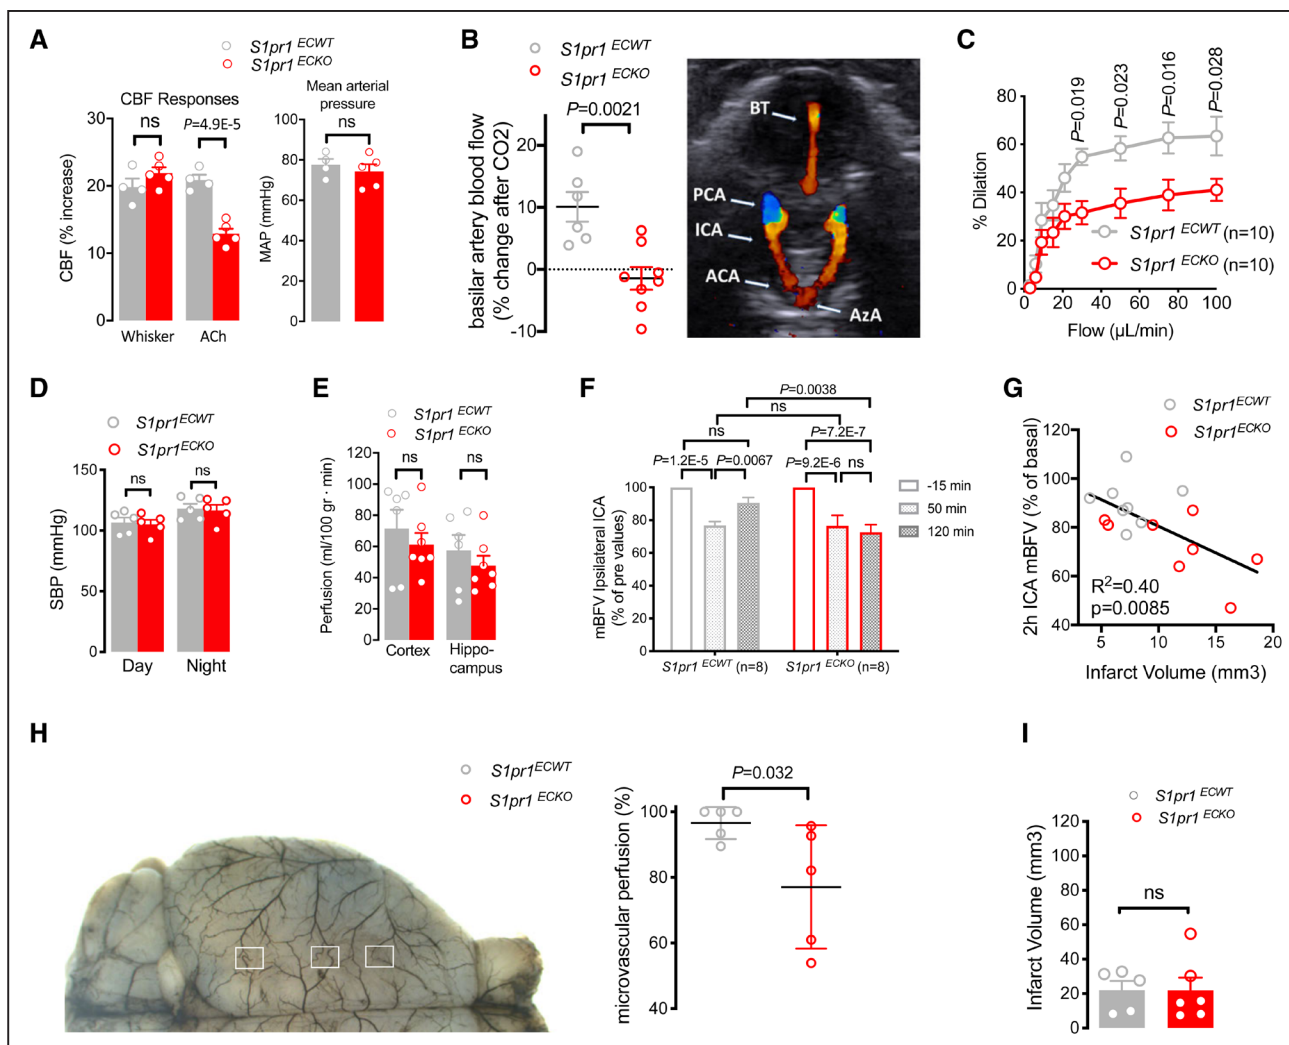 A
S1pr1 ECWT
S1pr1 ECKO
CBF Responses
ns
P=4.9E-5
CBF (% increase)
30
20
10
0
Whisker
ACh
Mean arterial
pressure
ns
MAP (mmHg)
100
80
60
40
80
0
B
S1pr1 ECWT
S1pr1 ECKO
P=0.0021
basilar artery blood flow
(% change after CO2)
20
10
0
-10
BT
PCA
ICA
ACA
AzA
C
P=0.019
P=0.023
P=0.016
P=0.028
% Dilation
80
60
40
20
0
S1pr1 ECWT (n=10)
S1pr1 ECKO (n=10)
0
20
40
60
80
100
Flow (µL/min)
D
S1pr1ECWT
S1pr1ECKO
ns
ns
SBP (mmHg)
150
100
50
0
Day
Night
E
S1pr1 ECWT
S1pr1 ECKO
ns
ns
Perfusion (ml/100 gr · min)
120
100
80
60
40
20
0
Cortex
Hippo-
campus
F
P=0.0038
ns
ns
P=7.2E-7
P=1.2E-5
P=0.0067
P=9.2E-6
ns
mBFV Ipsilateral ICA
(% of pre values)
100
80
60
40
20
0
-15 min
50 min
120 min
S1pr1 ECWT (n=8)
S1pr1 ECKO (n=8)
G
S1pr1ECWT
S1pr1ECKO
2h ICA mBFV (% of basal)
120
100
80
60
40
R2=0.40
p=0.0085
5
10
15
20
Infarct Volume (mm3)
H
S1pr1ECWT
S1pr1 ECKO
P=0.032
microvascular perfusion (%)
100
80
60
40
I
S1pr1 ECWT
S1pr1 ECKO
ns
Infarct Volume (mm3)
120
100
80
60
40
20
0